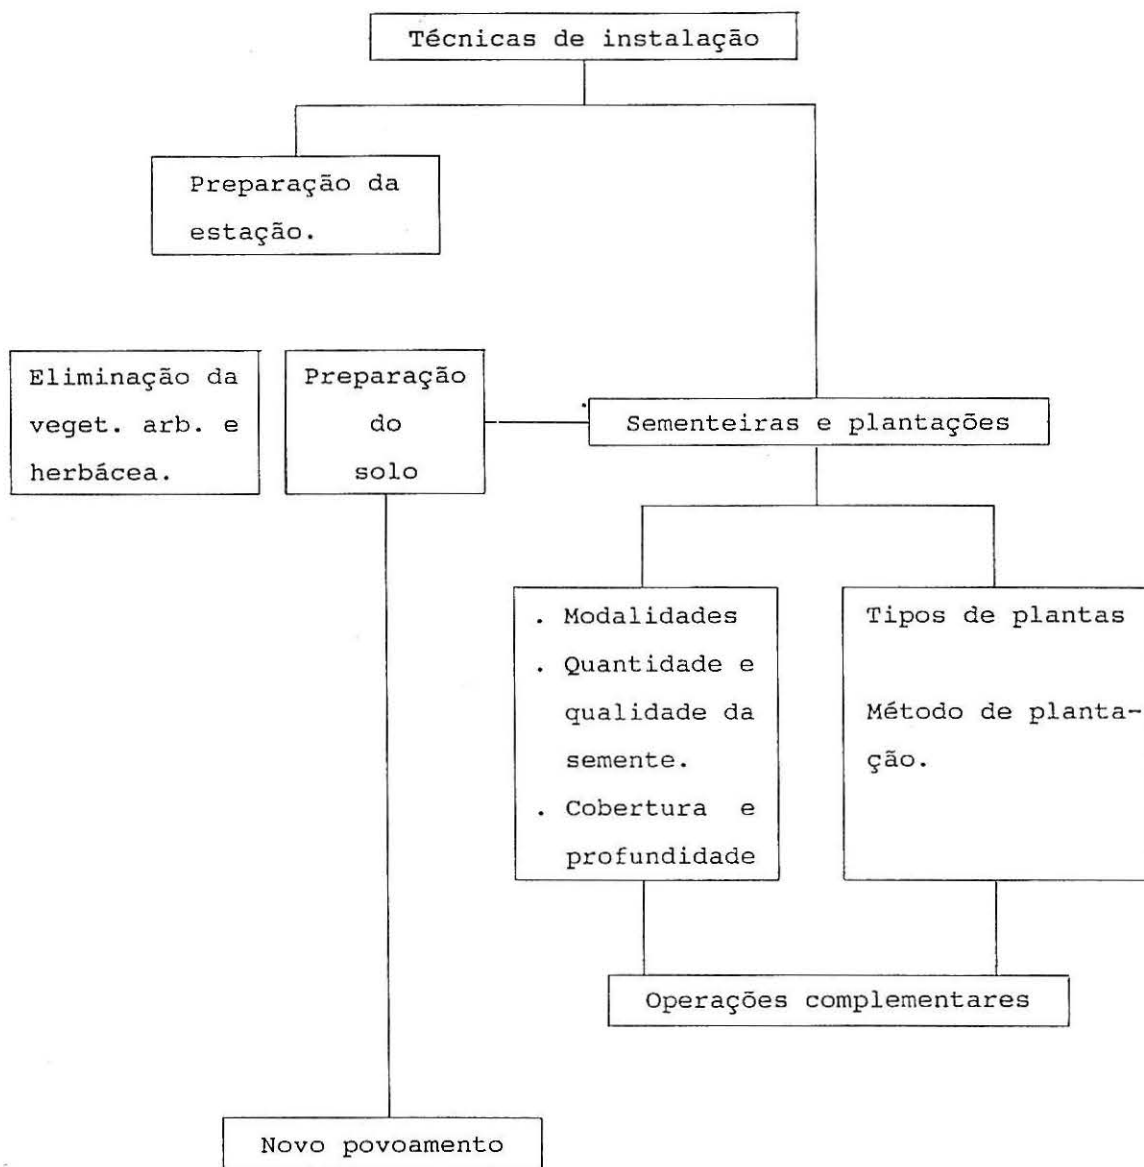 Técnicas de instalação
Preparação da
estação.
Eliminação da
veget. arb. e
herbácea.
Preparação
do
solo
Sementeiras e plantações
. Modalidades
. Quantidade e
qualidade da
semente.
. Cobertura e
profundidade
Tipos de plantas
Método de planta-
ção.
Operações complementares
Novo povoamento